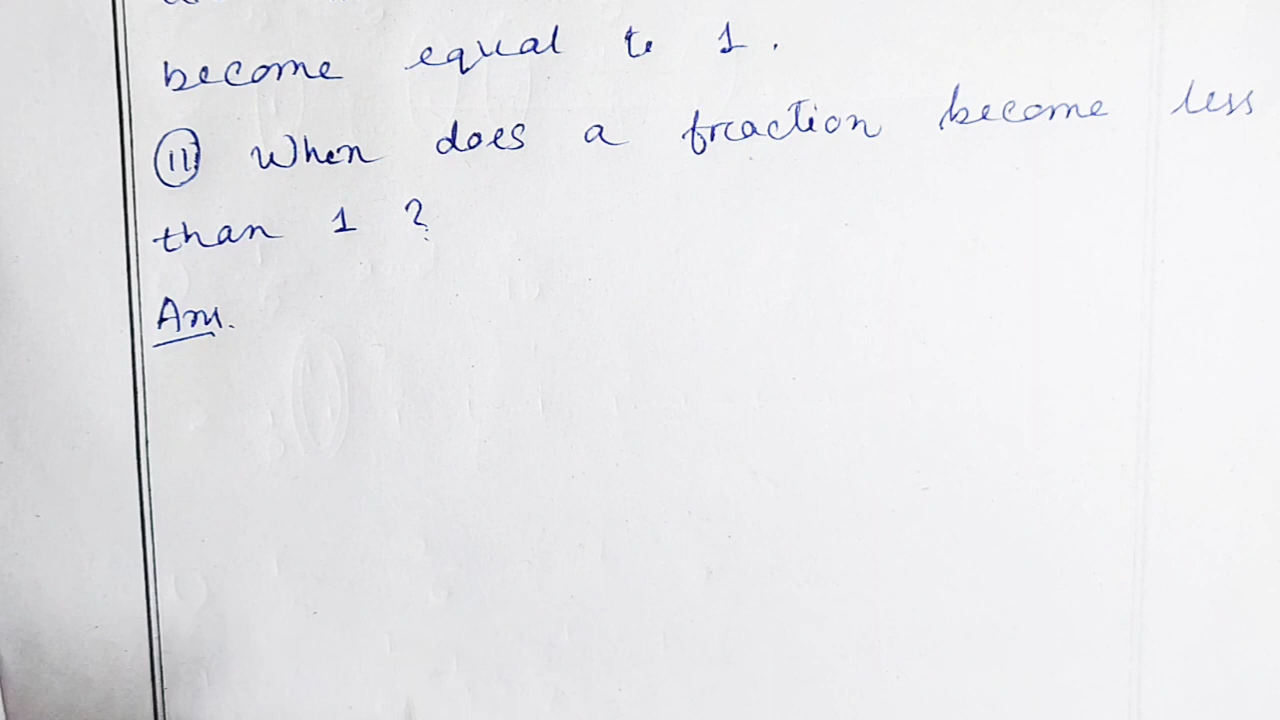 become equal to 1.
(ii) When does a fraction become less
than 1 ?
Ans.